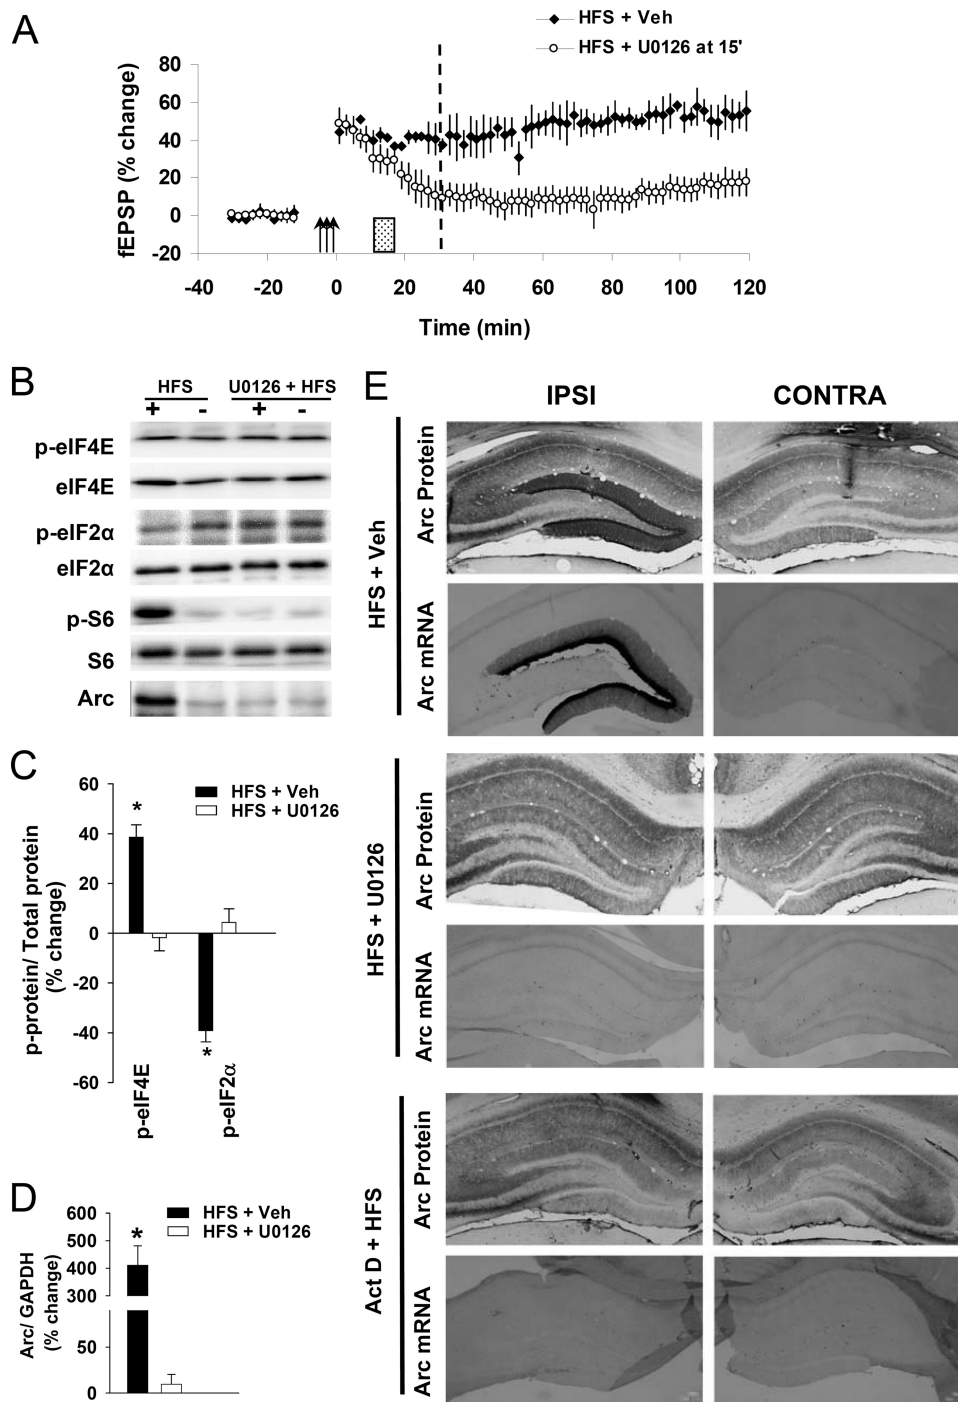 A
HFS + Veh
HFS + U0126 at 15'
fEPSP (% change)
80
60
40
20
0
-20
-40
-20
0
20
40
60
80
100
120
Time (min)
B
HFS
U0126 + HFS
+ - + -
p-eIF4E
eIF4E
p-eIF2α
eIF2α
p-S6
S6
Arc
C
HFS + Veh
HFS + U0126
p-protein/ Total protein
(% change)
60
40
20
0
-20
-40
-60
*
*
p-eIF4E
p-eIF2α
D
HFS + Veh
HFS + U0126
Arc/ GAPDH
(% change)
600
500
400
300
50
0
*
E
IPSI
CONTRA
HFS + Veh
Arc Protein
Arc mRNA
HFS + U0126
Arc Protein
Arc mRNA
Act D + HFS
Arc Protein
Arc mRNA